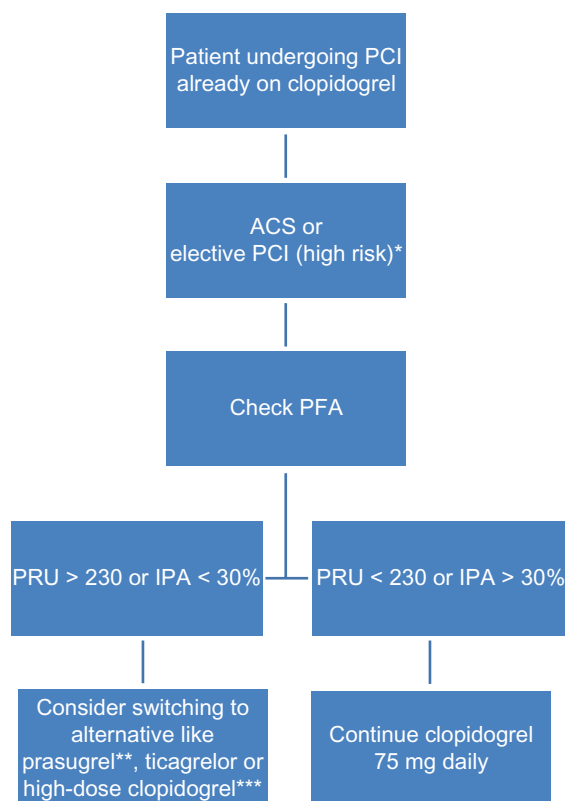 Patient undergoing PCI
already on clopidogrel
ACS or
elective PCI (high risk)*
Check PFA
PRU > 230 or IPA < 30%
PRU < 230 or IPA > 30%
Consider switching to
alternative like
prasugrel**, ticagrelor or
high-dose clopidogrel***
Continue clopidogrel
75 mg daily